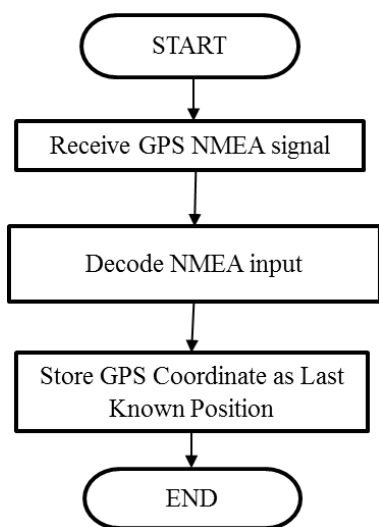 START
Receive GPS NMEA signal
Decode NMEA input
Store GPS Coordinate as Last
Known Position
END